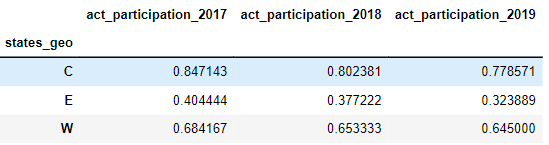 act_participation_2017 act_participation_2018 act_participation_2019
states_geo
C 0.847143 0.802381 0.778571
E 0.404444 0.377222 0.323889
W 0.684167 0.653333 0.645000